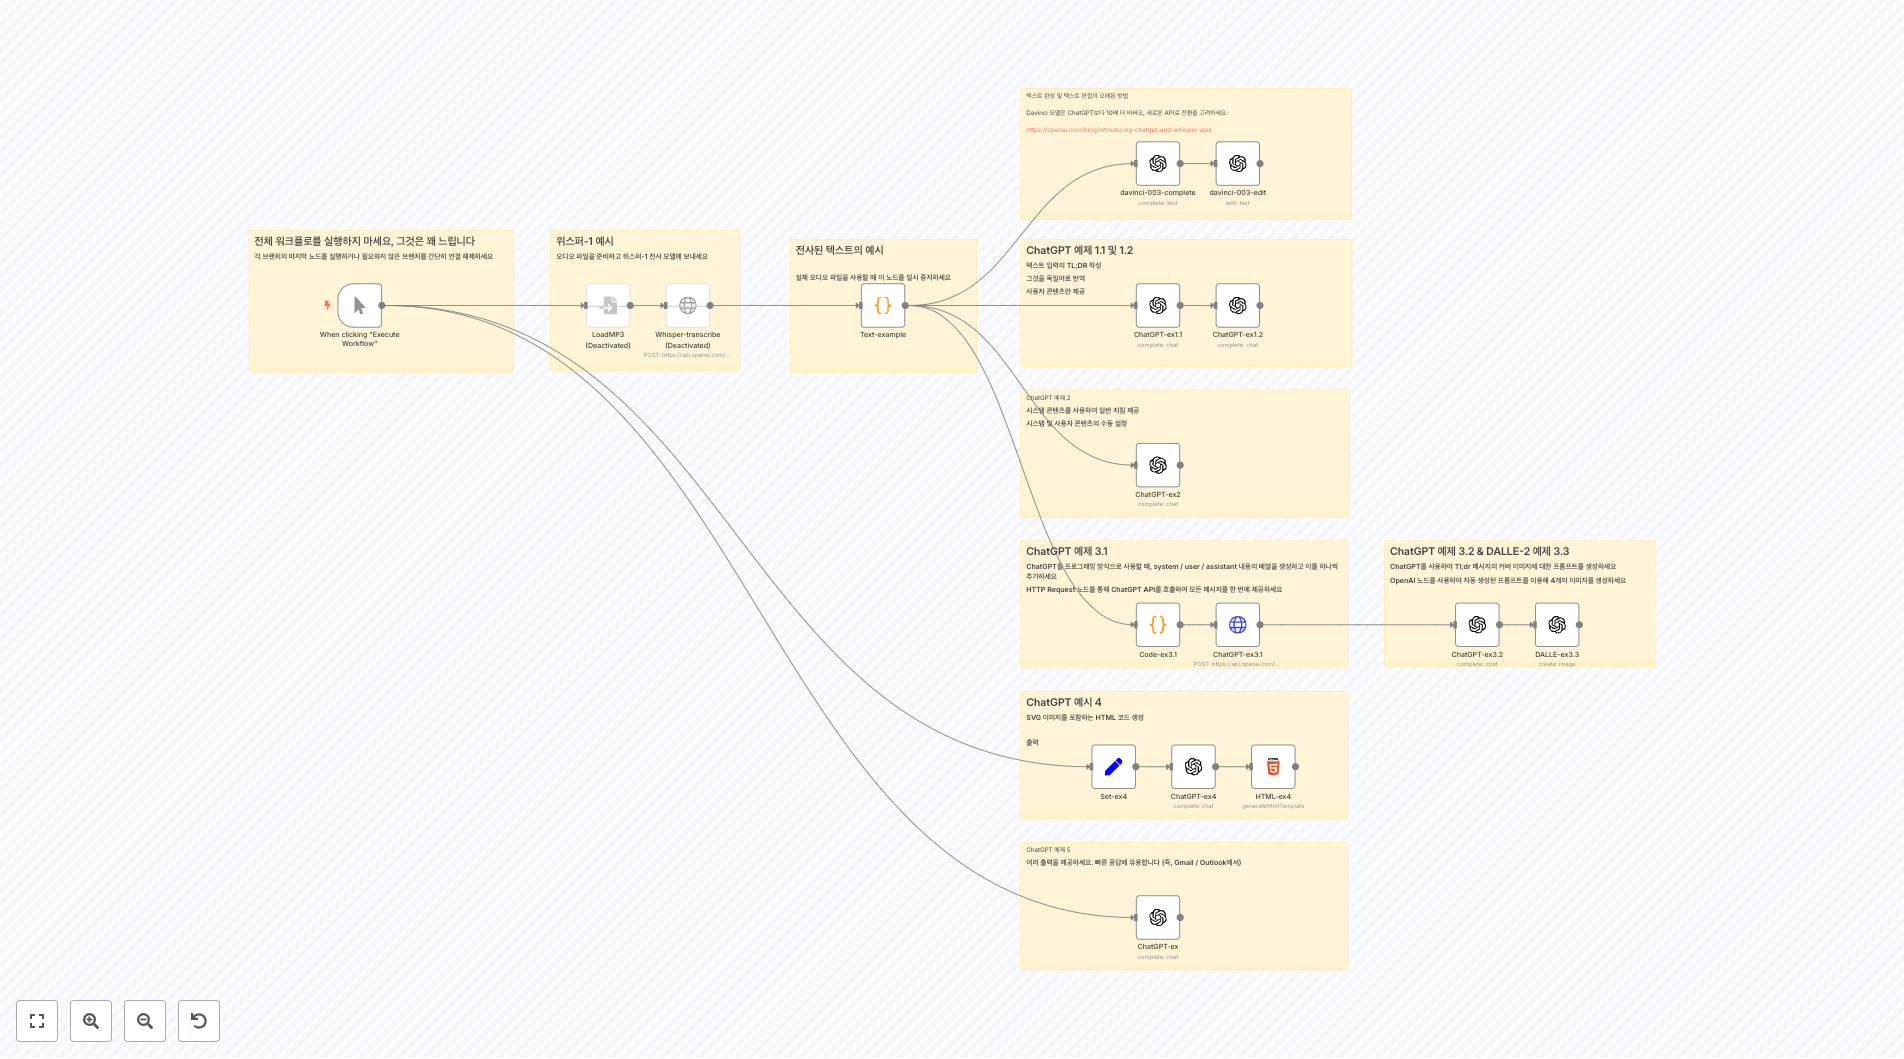 텍스트 완성 및 텍스트 편집의 오래된 방법
Davinci 모델은 ChatGPT보다 10배 더 비싸요, 새로운 API로 전환을 고려하세요:
https://openai.com/blog/introducing-chatgpt-and-whisper-apis
davinci-003-complete
complete: text
davinci-003-edit
edit: text
전체 워크플로를 실행하지 마세요, 그것은 꽤 느립니다
각 브랜치의 마지막 노드를 실행하거나 필요하지 않은 브랜치를 간단히 연결 해제하세요
When clicking "Execute
Workflow"
위스퍼-1 예시
오디오 파일을 준비하고 위스퍼-1 전사 모델에 보내세요
LoadMP3
(Deactivated)
Whisper-transcribe
(Deactivated)
POST: https://api.openai.com/...
전사된 텍스트의 예시
실제 오디오 파일을 사용할 때 이 노드를 일시 중지하세요
Text-example
ChatGPT 예제 1.1 및 1.2
텍스트 입력의 TL;DR 작성
그것을 독일어로 번역
사용자 콘텐츠만 제공
ChatGPT-ex1.1
complete: chat
ChatGPT-ex1.2
complete: chat
ChatGPT 예제 2
시스템 콘텐츠를 사용하여 일반 지침 제공
시스템 및 사용자 콘텐츠의 수동 설정
ChatGPT-ex2
complete: chat
ChatGPT 예제 3.1
ChatGPT를 프로그래밍 방식으로 사용할 때, system / user / assistant 내용의 배열을 생성하고 이를 하나씩
추가하세요
HTTP Request 노드를 통해 ChatGPT API를 호출하여 모든 메시지를 한 번에 제공하세요
Code-ex3.1
ChatGPT-ex3.1
POST: https://api.openai.com/...
ChatGPT 예제 3.2 & DALLE-2 예제 3.3
ChatGPT를 사용하여 Tl;dr 메시지의 커버 이미지에 대한 프롬프트를 생성하세요
OpenAI 노드를 사용하여 자동 생성된 프롬프트를 이용해 4개의 이미지를 생성하세요
ChatGPT-ex3.2
complete: chat
DALLE-ex3.3
create: image
ChatGPT 예시 4
SVG 이미지를 포함하는 HTML 코드 생성
출력
Set-ex4
ChatGPT-ex4
complete: chat
HTML-ex4
generateHtmlTemplate
ChatGPT 예제 5
여러 출력을 제공하세요. 빠른 응답에 유용합니다 (즉, Gmail / Outlook에서)
ChatGPT-ex
complete: chat